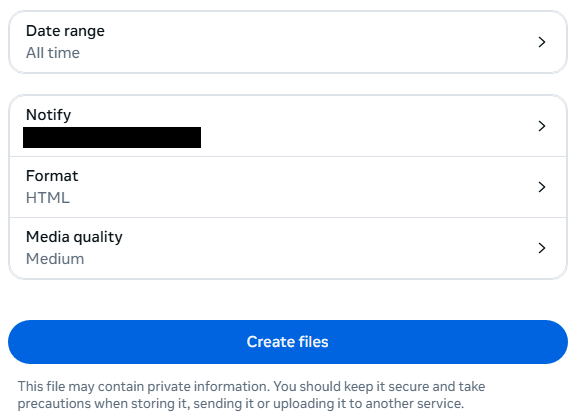 Date range
All time
Notify
Format
HTML
Media quality
Medium
Create files
This file may contain private information. You should keep it secure and take
precautions when storing it, sending it or uploading it to another service.